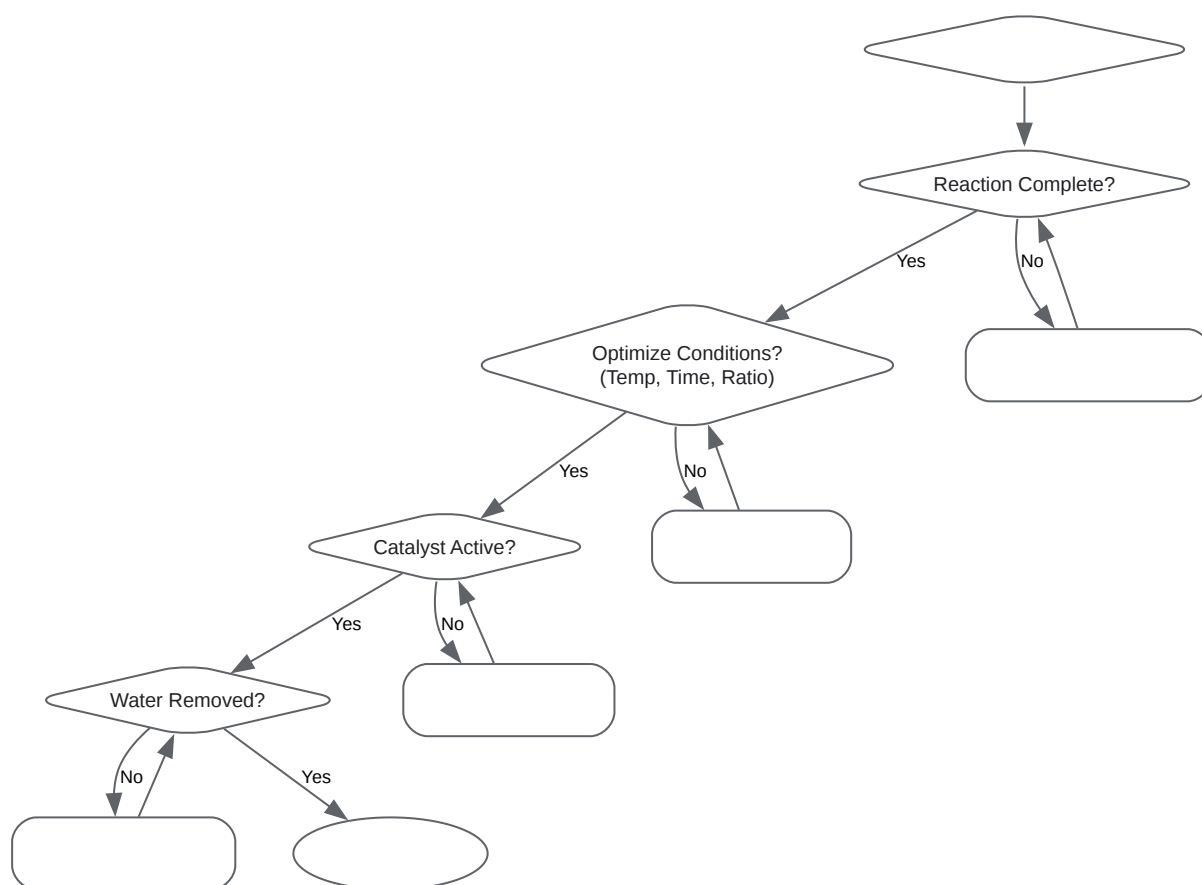 Reaction Complete?
Yes
No
Optimize Conditions?
(Temp, Time, Ratio)
Yes
No
Catalyst Active?
Yes
No
Water Removed?
No
Yes